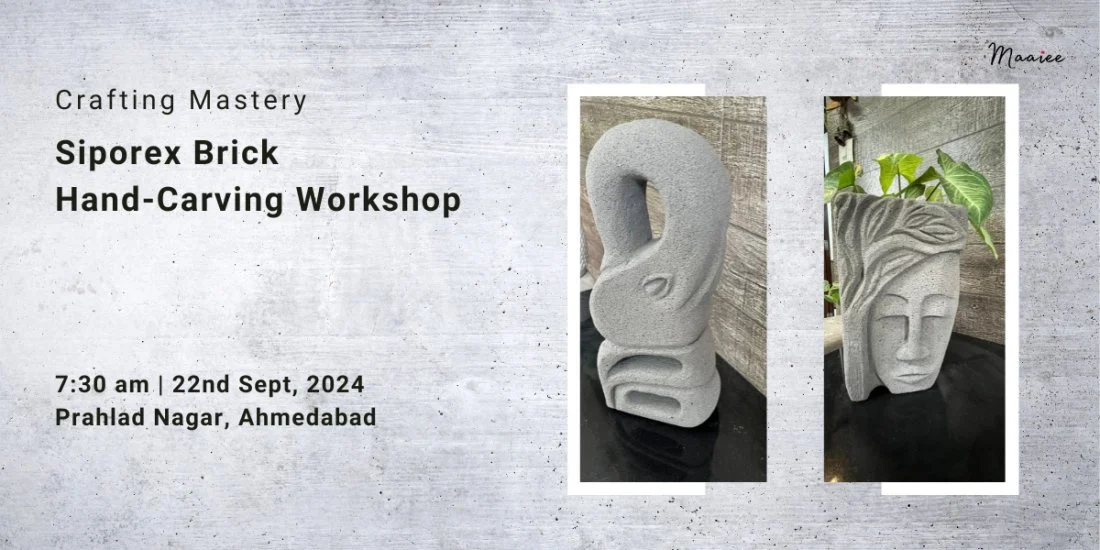 Maaiee
Crafting Mastery
Siporex Brick
Hand-Carving Workshop
7:30 am | 22nd Sept, 2024
Prahlad Nagar, Ahmedabad